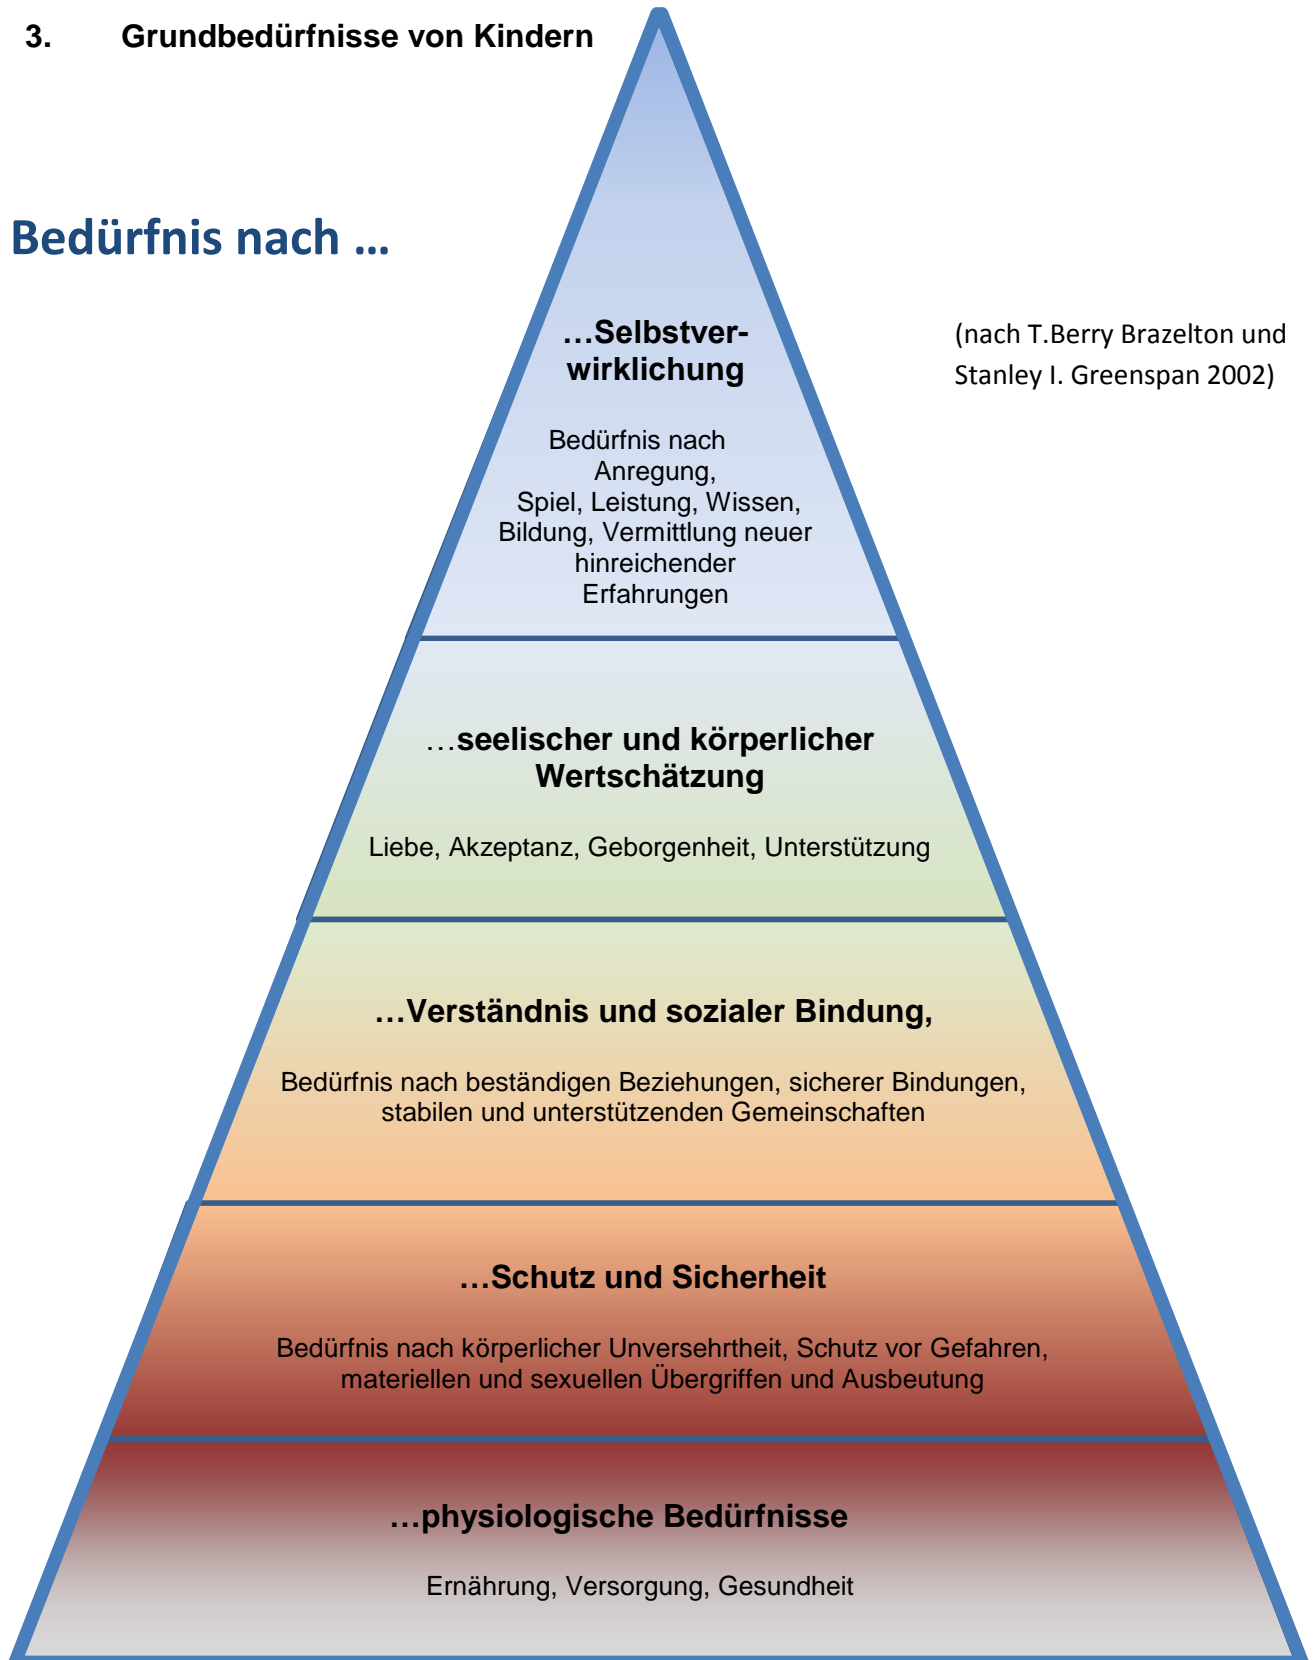 3. Grundbedürfnisse von Kindern
Bedürfnis nach ...
…Selbstver-
wirklichung
(nach T.Berry Brazelton und
Stanley I. Greenspan 2002)
Bedürfnis nach
Anregung,
Spiel, Leistung, Wissen,
Bildung, Vermittlung neuer
hinreichender
Erfahrungen
…seelischer und körperlicher
Wertschätzung
Liebe, Akzeptanz, Geborgenheit, Unterstützung
…Verständnis und sozialer Bindung,
Bedürfnis nach beständigen Beziehungen, sicherer Bindungen,
stabilen und unterstützenden Gemeinschaften
…Schutz und Sicherheit
Bedürfnis nach körperlicher Unversehrtheit, Schutz vor Gefahren,
materiellen und sexuellen Übergriffen und Ausbeutung
…physiologische Bedürfnisse
Ernährung, Versorgung, Gesundheit